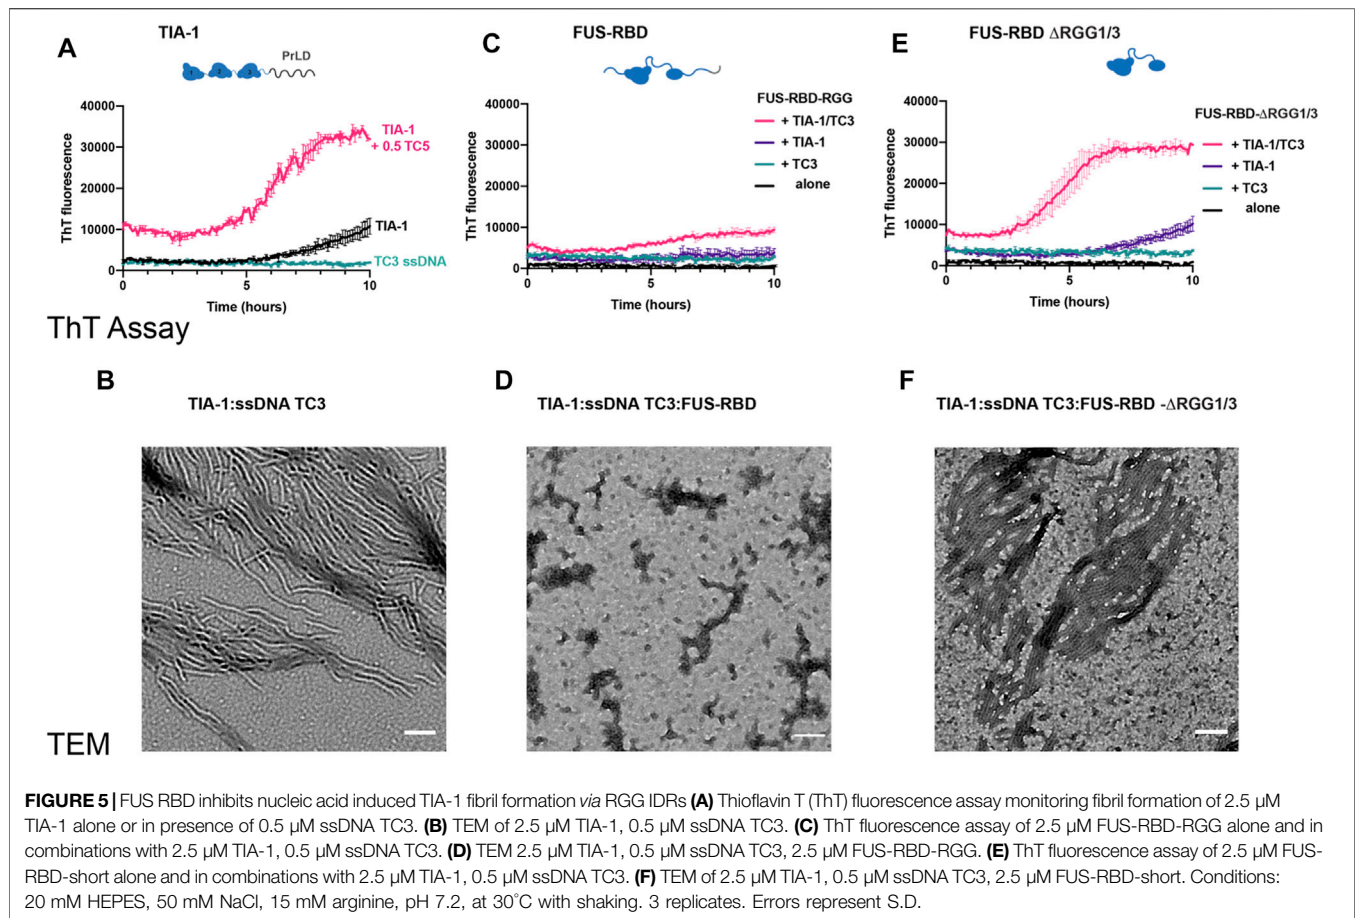 A
TIA-1
1 2 3
PrLD
40000
30000
20000
10000
0
ThT fluorescence
TIA-1
+ 0.5 TC5
TIA-1
TC3 ssDNA
0 5 10
Time (hours)
C
FUS-RBD
40000
30000
20000
10000
0
ThT fluorescence
0 5 10
Time (hours)
FUS-RBD-RGG
+ TIA-1/TC3
+ TIA-1
+ TC3
alone
E
FUS-RBD ΔRGG1/3
40000
30000
20000
10000
0
ThT fluorescence
0 5 10
Time (hours)
FUS-RBD-ΔRGG1/3
+ TIA-1/TC3
+ TIA-1
+ TC3
alone
ThT Assay
B
TIA-1:ssDNA TC3
D
TIA-1:ssDNA TC3:FUS-RBD
F
TIA-1:ssDNA TC3:FUS-RBD -ΔRGG1/3
TEM
FIGURE 5 | FUS RBD inhibits nucleic acid induced TIA-1 fibril formation via RGG IDRs (A) Thioflavin T (ThT) fluorescence assay monitoring fibril formation of 2.5 μM
TIA-1 alone or in presence of 0.5 μM ssDNA TC3. (B) TEM of 2.5 μM TIA-1, 0.5 μM ssDNA TC3. (C) ThT fluorescence assay of 2.5 μM FUS-RBD-RGG alone and in
combinations with 2.5 μM TIA-1, 0.5 μM ssDNA TC3. (D) TEM 2.5 μM TIA-1, 0.5 μM ssDNA TC3, 2.5 μM FUS-RBD-RGG. (E) ThT fluorescence assay of 2.5 μM FUS-
RBD-short alone and in combinations with 2.5 μM TIA-1, 0.5 μM ssDNA TC3. (F) TEM of 2.5 μM TIA-1, 0.5 μM ssDNA TC3, 2.5 μM FUS-RBD-short. Conditions:
20 mM HEPES, 50 mM NaCl, 15 mM arginine, pH 7.2, at 30°C with shaking. 3 replicates. Errors represent S.D.